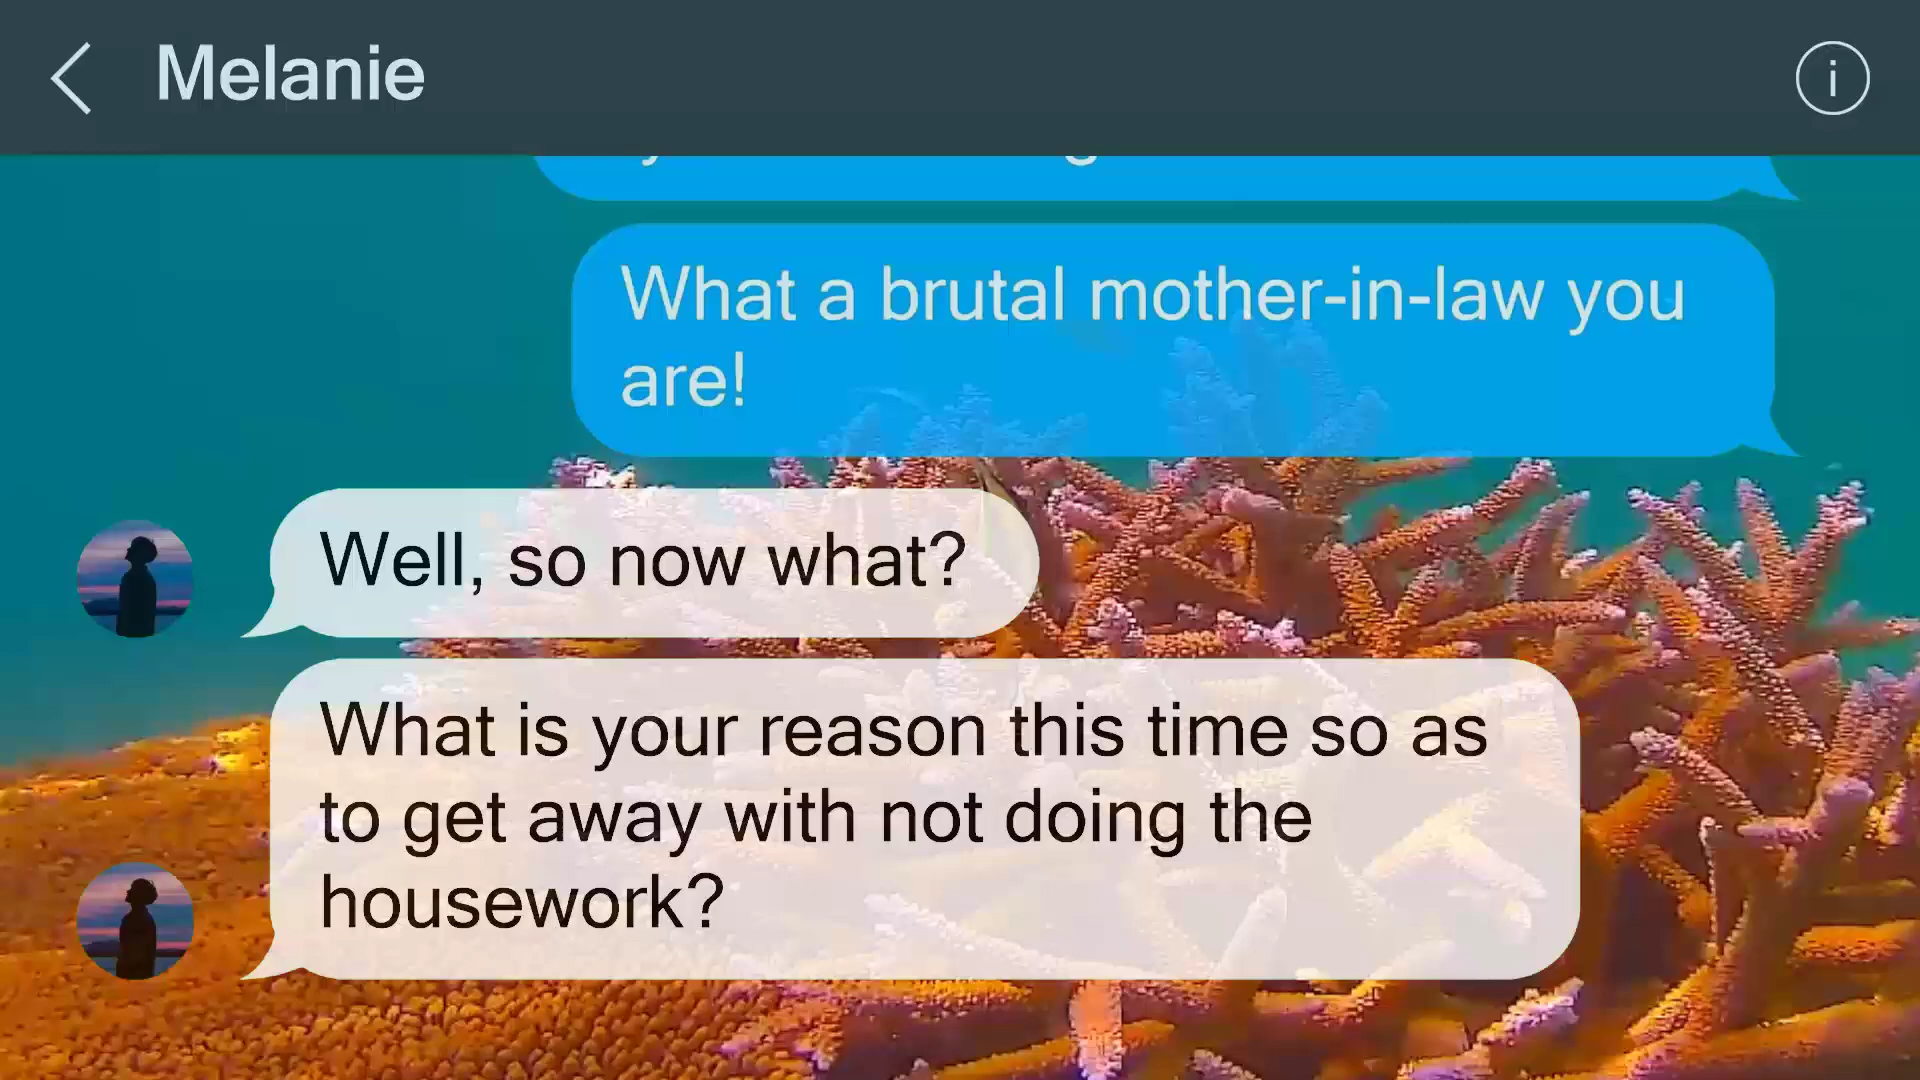 Melanie
What a brutal mother-in-law you
are!
Well, so now what?
What is your reason this time so as
to get away with not doing the
housework?